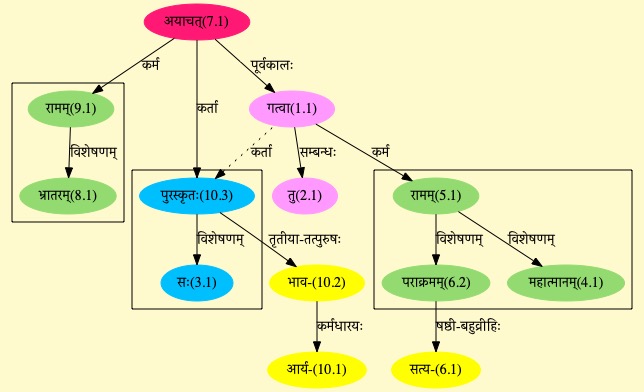 अयाचत्(7.1)
कर्म
पूर्वकालः
रामम्(9.1)
कर्ता
गत्वा(1.1)
विशेषणम्
कर्ता
सम्बन्धः
कर्म
भ्रातरम्(8.1)
पुरस्कृतः(10.3)
तु(2.1)
रामम्(5.1)
विशेषणम्
तृतीया-तत्पुरुषः
विशेषणम्
विशेषणम्
सः(3.1)
भाव-(10.2)
पराक्रमम्(6.2)
महात्मानम्(4.1)
कर्मधारयः
षष्ठी-बहुव्रीहिः
आर्य-(10.1)
सत्य-(6.1)